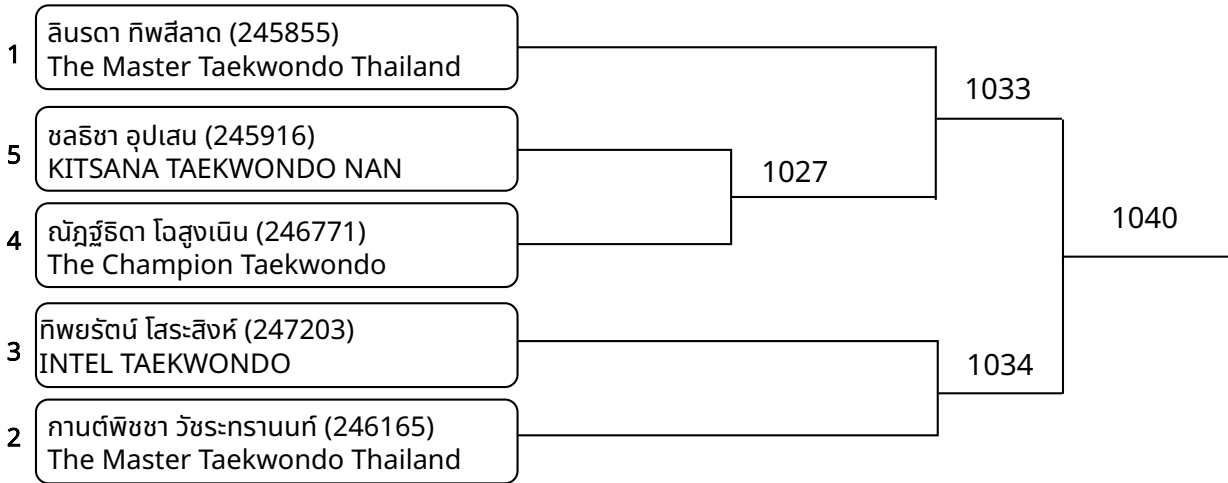 1
ลินรดา ทิพสีลาด (245855)
The Master Taekwondo Thailand
1033
5
ชลธิชา อุปเสน (245916)
KITSANA TAEKWONDO NAN
1027
1040
4
ณัฎฐ์ธิดา โฉสูงเนิน (246771)
The Champion Taekwondo
3
ทิพยรัตน์ โสระสิงห์ (247203)
INTEL TAEKWONDO
1034
2
กานต์พิชชา วัชระทรานนท์ (246165)
The Master Taekwondo Thailand